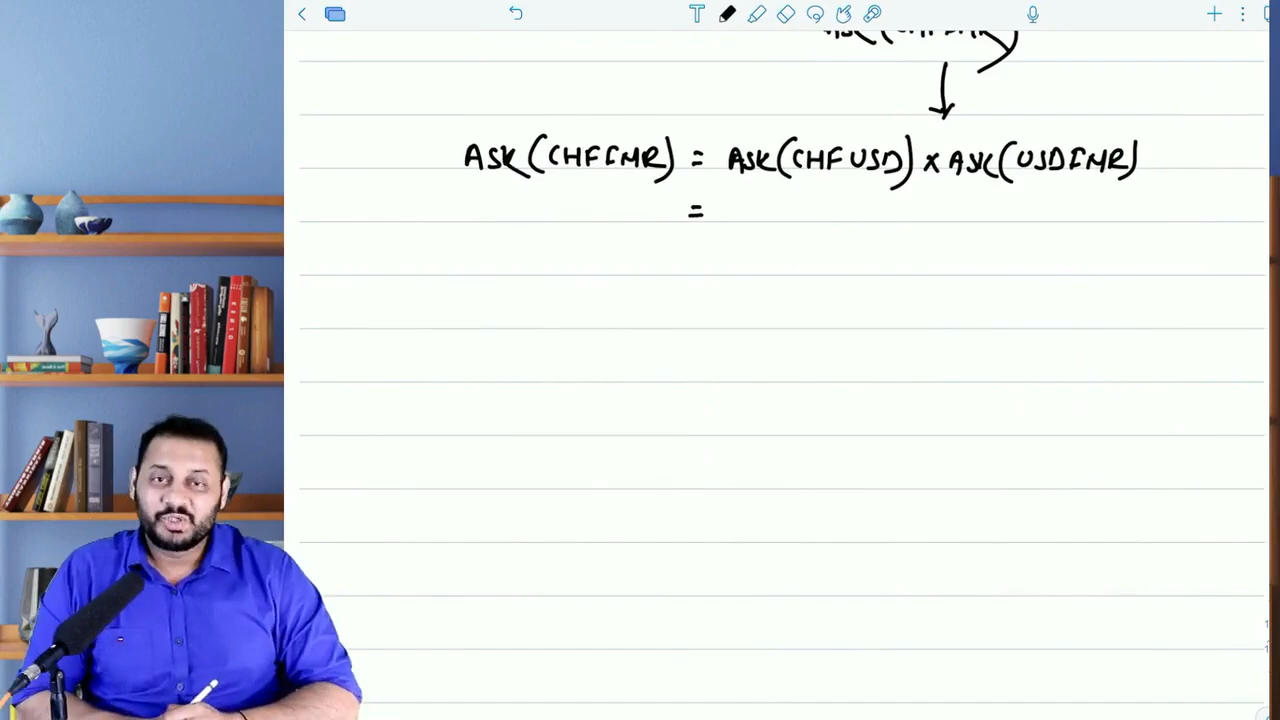 ASK(CHFINR) = ASK(CHFUSD) x ASK(USDINR)
=